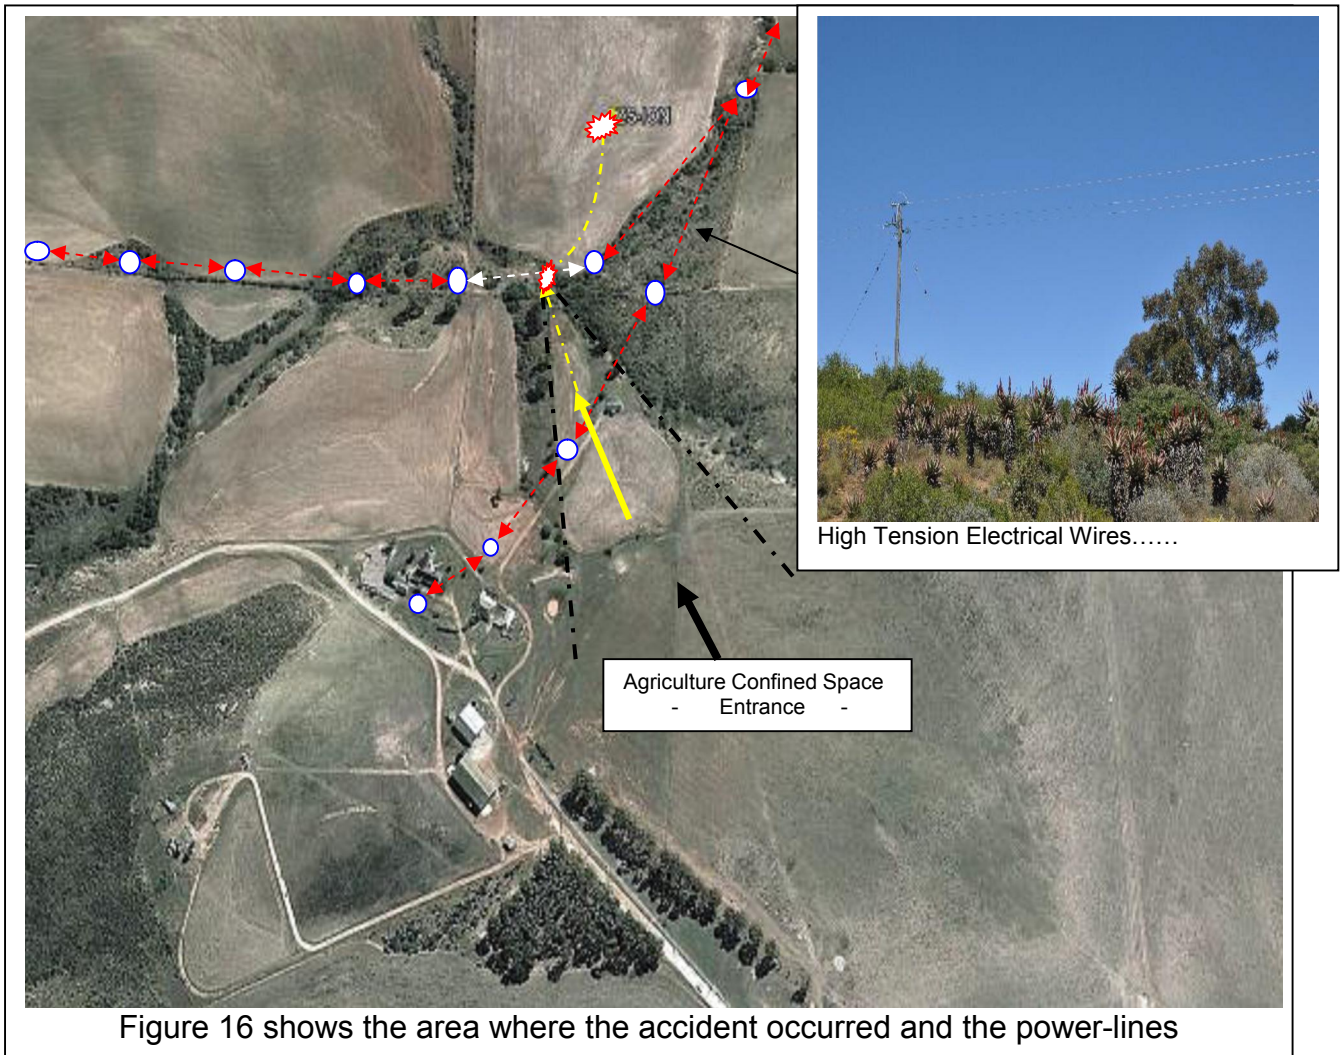 High Tension Electrical Wires……
Agriculture Confined Space
- Entrance -
Figure 16 shows the area where the accident occurred and the power-lines